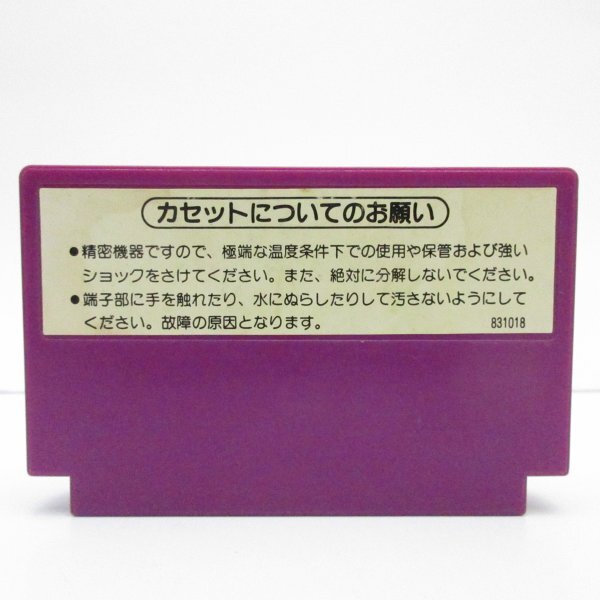 カセットについてのお願い
●精密機器ですので、極端な温度条件下での使用や保管および強い
ショックをさけてください。また、絶対に分解しないでください。
●端子部に手を触れたり、水にぬらしたりして汚さないようにして
ください。故障の原因となります。
831018